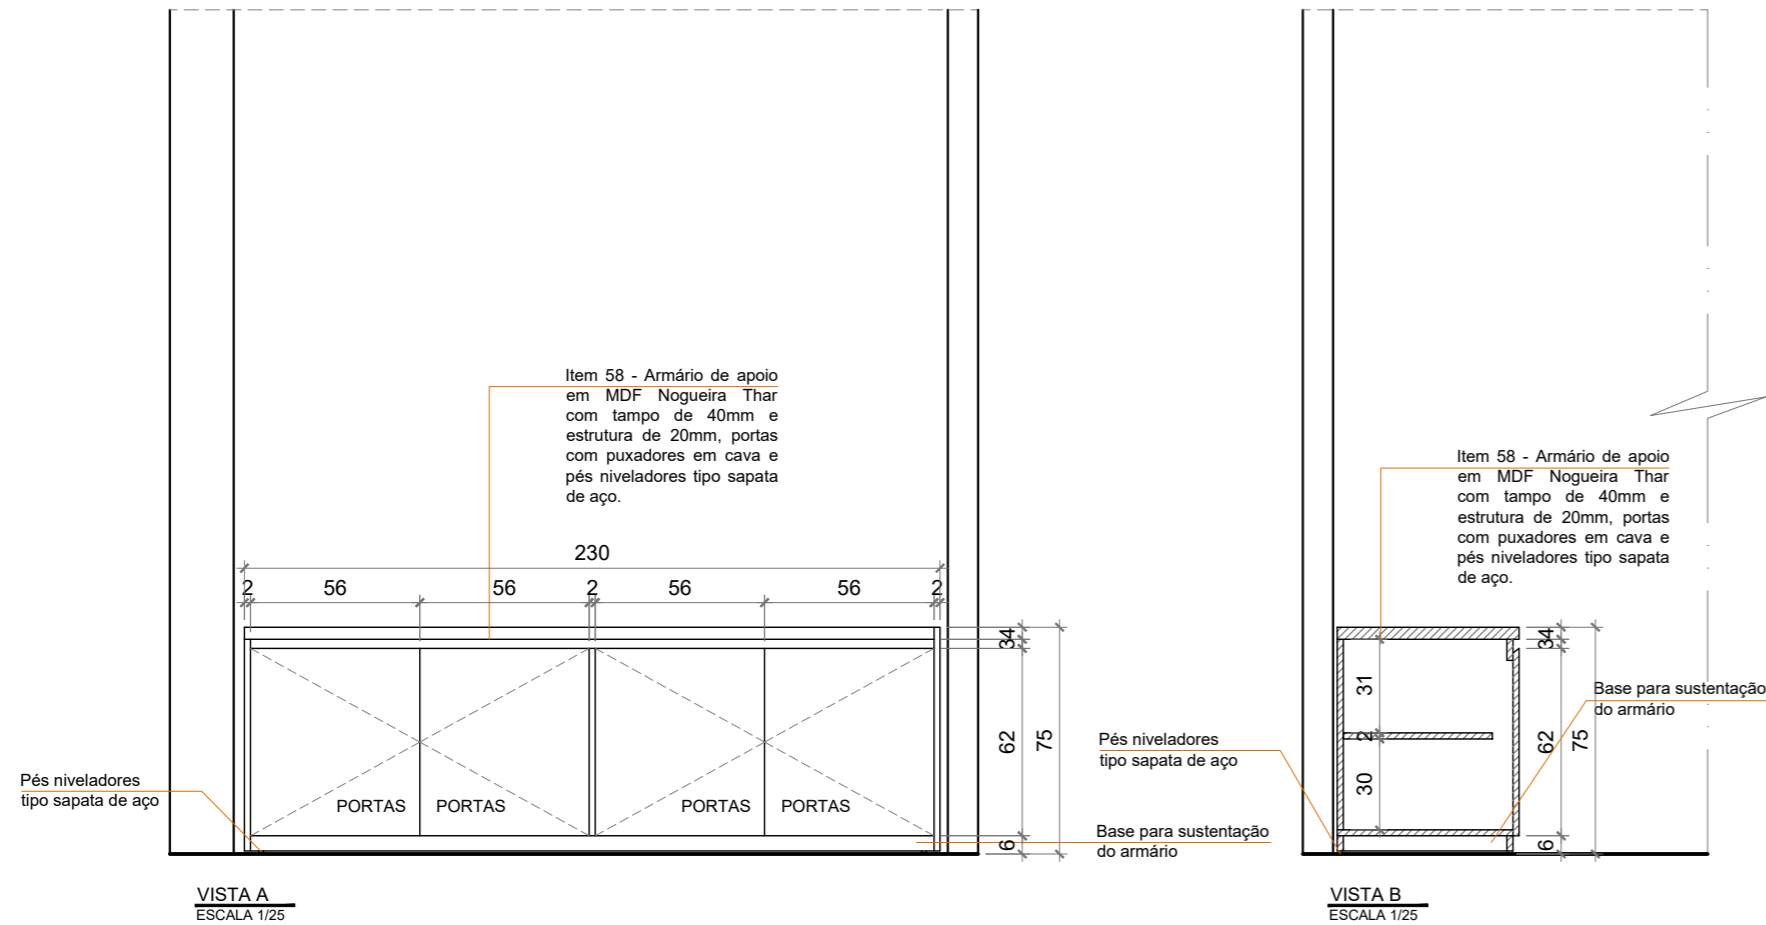 Item 58 - Armário de apoio
em MDF Nogueira Thar
com tampo de 40mm e
estrutura de 20mm, portas
com puxadores em cava e
pés niveladores tipo sapata
de aço.
230
2 56 56 2 56 56 2
34
62
75
6
PORTAS PORTAS PORTAS PORTAS
Pés niveladores
tipo sapata de aço
Base para sustentação
do armário
VISTA A
ESCALA 1/25
Item 58 - Armário de apoio
em MDF Nogueira Thar
com tampo de 40mm e
estrutura de 20mm, portas
com puxadores em cava e
pés niveladores tipo sapata
de aço.
34
31
2
30
62
75
6
Base para sustentação
do armário
Pés niveladores
tipo sapata de aço
VISTA B
ESCALA 1/25